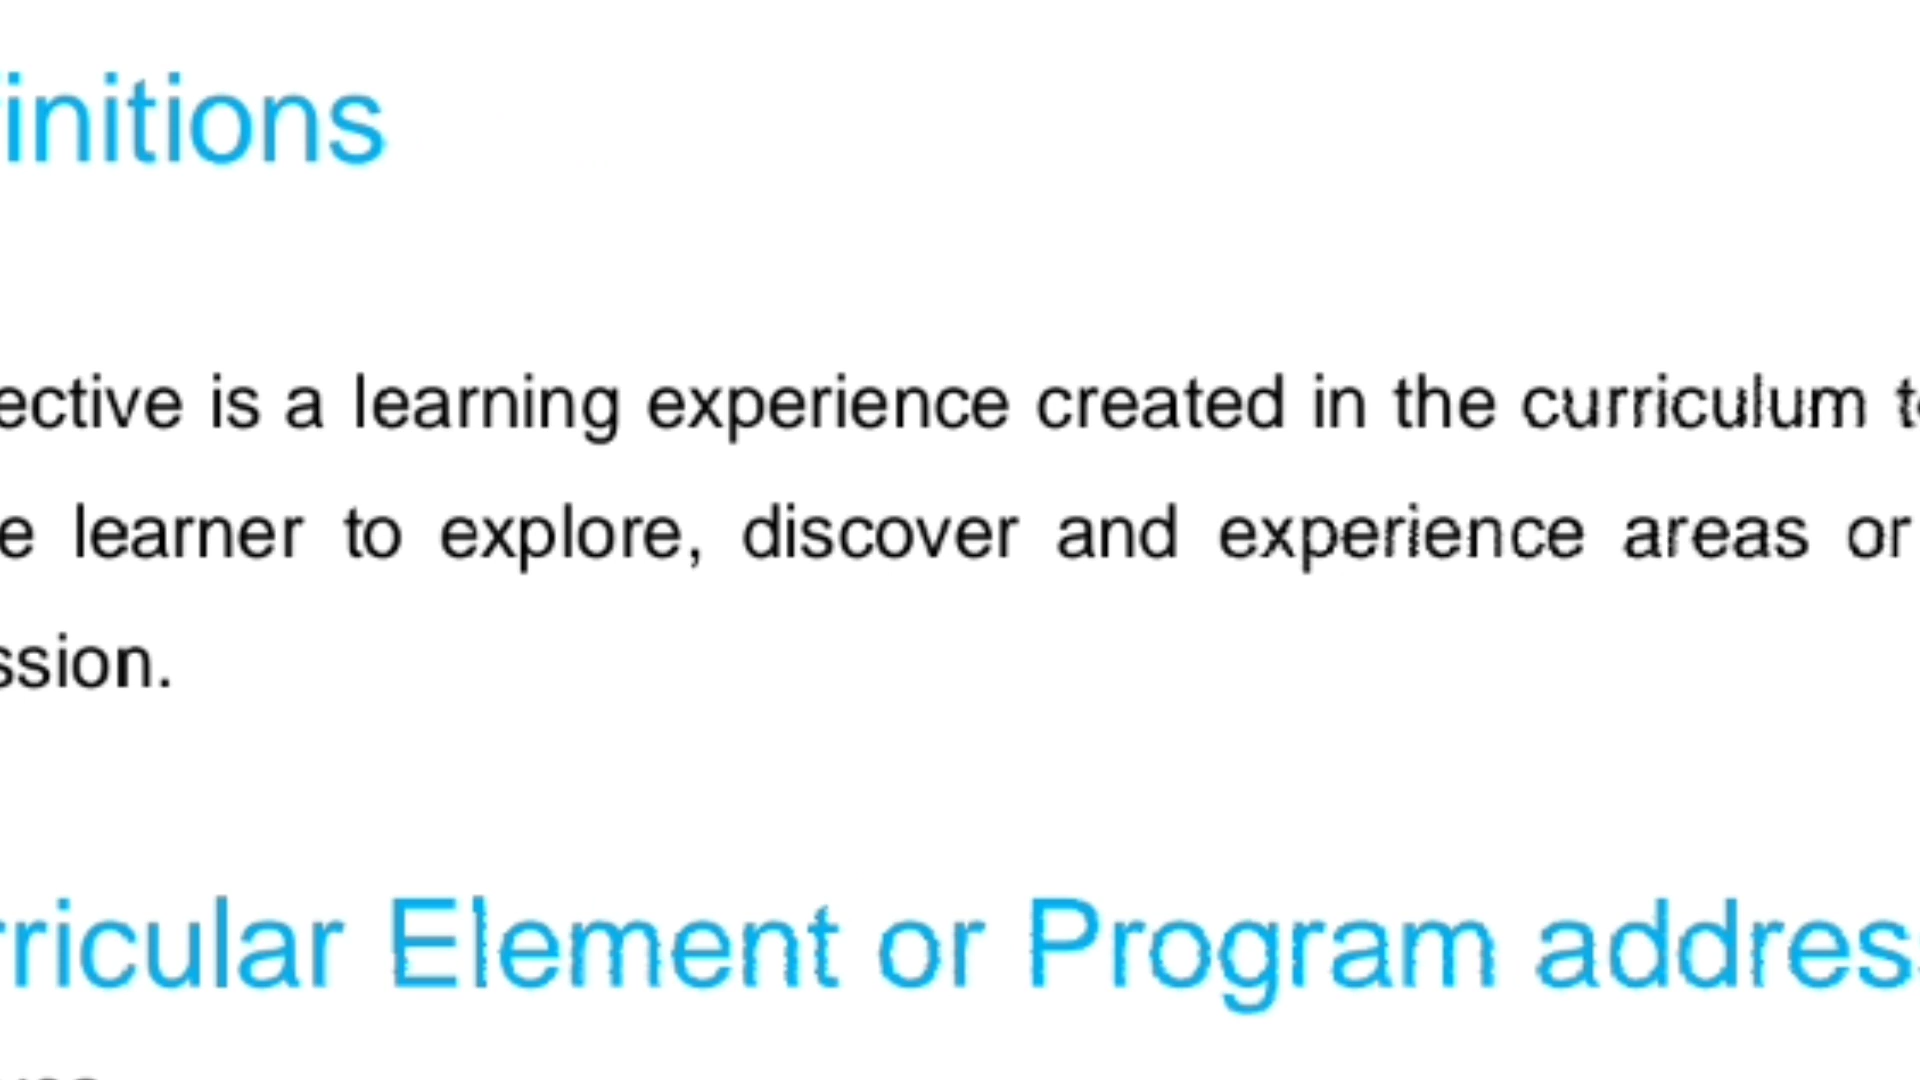 initions
ective is a learning experience created in the curriculum t
e learner to explore, discover and experience areas or
ssion.
rricular Element or Program addres